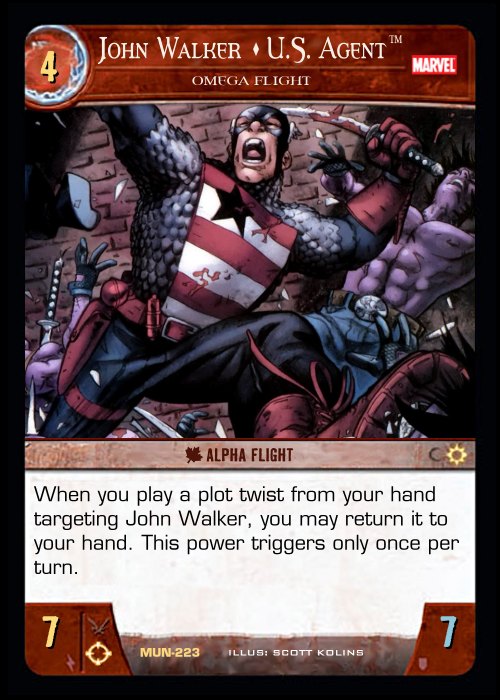 4
JOHN WALKER ♦ U.S. AGENT™
MARVEL
OMEGA FLIGHT
ALPHA FLIGHT
C
When you play a plot twist from your hand
targeting John Walker, you may return it to
your hand. This power triggers only once per
turn.
7
7
MUN-223 ILLUS: SCOTT KOLINS